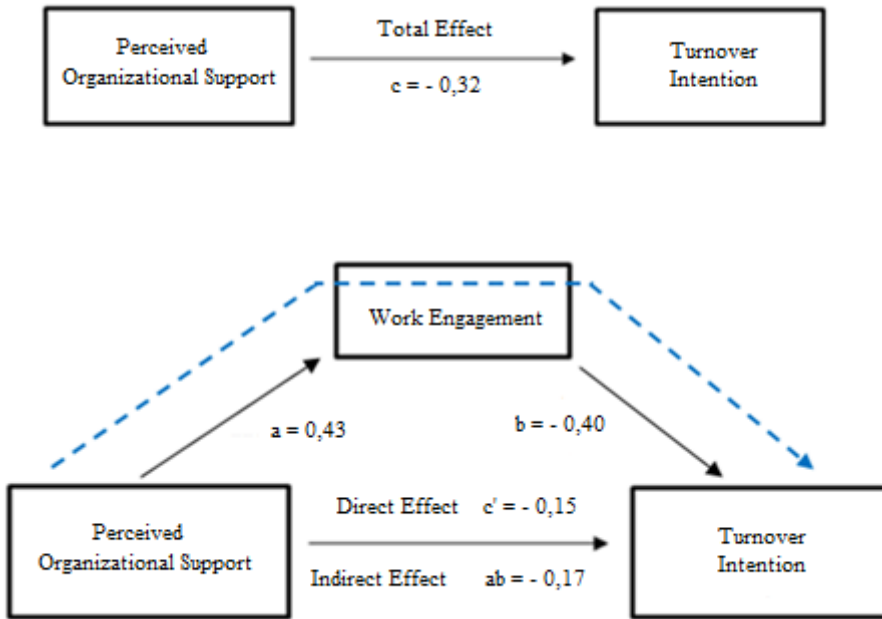 Perceived
Organizational Support
Total Effect
c = - 0,32
Turnover
Intention
Work Engagement
a = 0,43
b = - 0,40
Perceived
Organizational Support
Direct Effect c' = - 0,15
Indirect Effect ab = - 0,17
Turnover
Intention